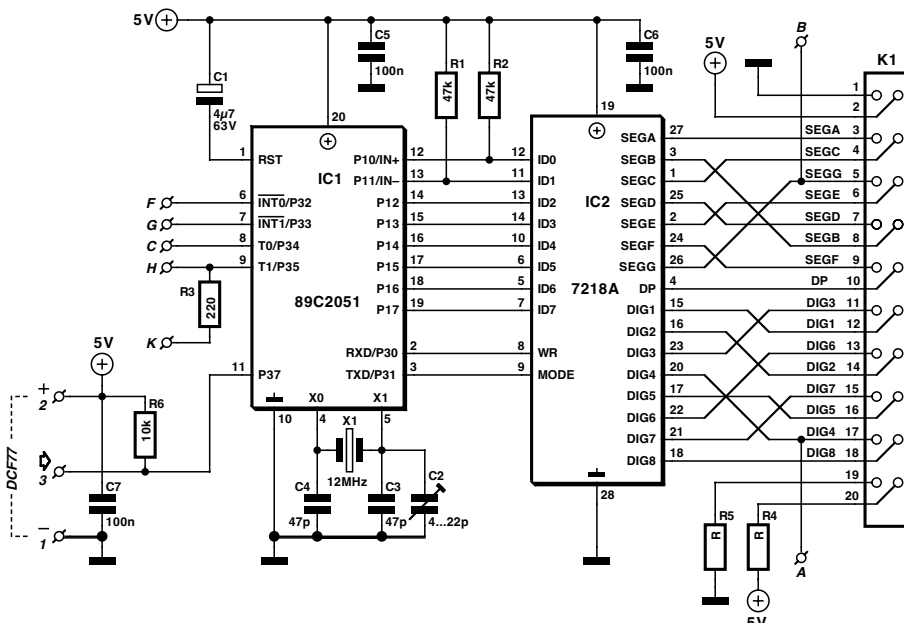 5V
C1
4µ7
63V
C5
100n
R1
47k
R2
47k
C6
100n
5V
B
K1
20
19
1 RST
IC1
P10/IN+ 12
P11/IN– 13
P12 14
P13 15
P14 16
P15 17
P16 18
P17 19
F 6 INT0/P32
G 7 INT1/P33
C 8 T0/P34
H 9 T1/P35
R3
220
K
89C2051
RXD/P30 2
TXD/P31 3
11 P37
10
X0
4
X1
5
X1
12MHz
C4
47p
C3
47p
C2
4...22p
5V
+
2
R6
10k
DCF77
3
C7
100n
–
1
12 ID0
11 ID1
13 ID2
14 ID3
10 ID4
6 ID5
5 ID6
7 ID7
8 WR
9 MODE
IC2
7218A
28
SEGA 27
SEGB 3
SEGC 1
SEGD 25
SEGE 2
SEGF 24
SEGG 26
DP 4
DIG1 15
DIG2 16
DIG3 23
DIG4 20
DIG5 17
DIG6 22
DIG7 21
DIG8 18
1
2
SEGA 3
SEGC 4
SEGG 5
SEGE 6
SEGD 7
SEGB 8
SEGF 9
DP 10
DIG3 11
DIG1 12
DIG6 13
DIG2 14
DIG7 15
DIG5 16
DIG4 17
DIG8 18
19
20
R5
R
R4
R
A
5V